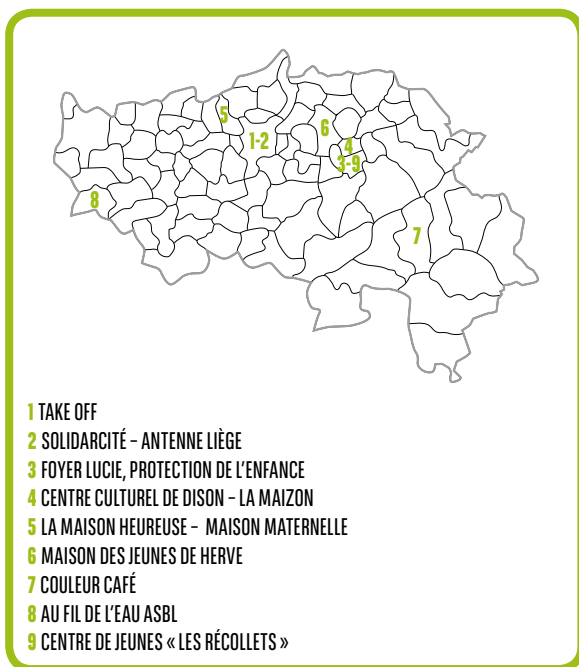 5
1-2
6
4
3-9
8
7
1 TAKE OFF
2 SOLIDARCITÉ – ANTENNE LIÈGE
3 FOYER LUCIE, PROTECTION DE L'ENFANCE
4 CENTRE CULTUREL DE DISON – LA MAIZON
5 LA MAISON HEUREUSE – MAISON MATERNELLE
6 MAISON DES JEUNES DE HERVE
7 COULEUR CAFÉ
8 AU FIL DE L'EAU ASBL
9 CENTRE DE JEUNES « LES RÉCOLLETS »